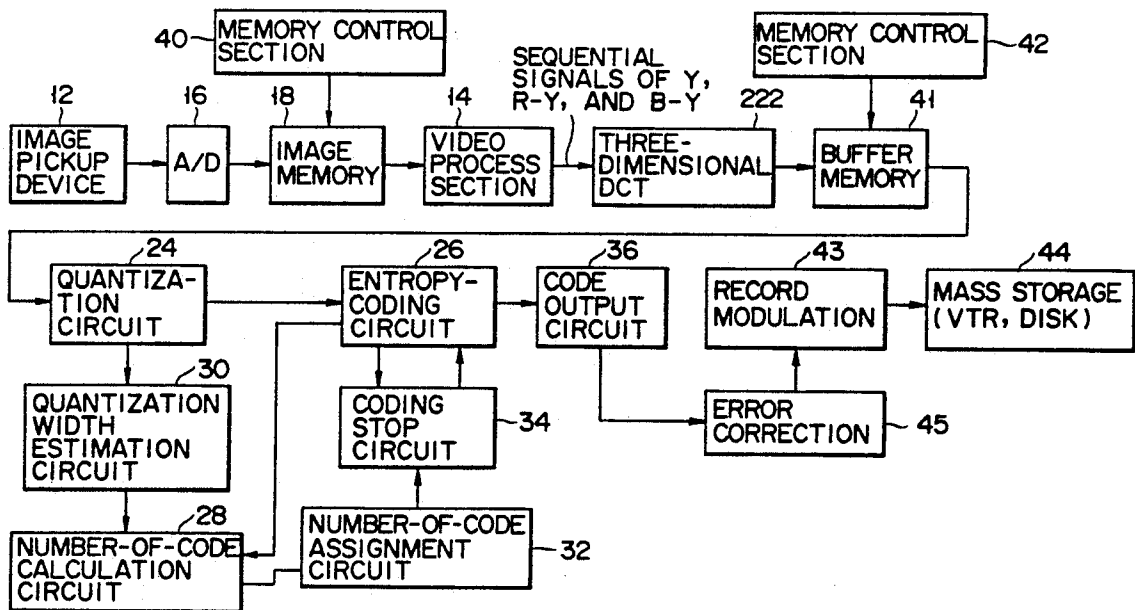 40
MEMORY CONTROL
SECTION
MEMORY CONTROL
SECTION
42
SEQUENTIAL
SIGNALS OF Y,
R-Y, AND B-Y
12
16
18
14
222
41
IMAGE
PICKUP
DEVICE
A/D
IMAGE
MEMORY
VIDEO
PROCESS
SECTION
THREE-
DIMENSIONAL
DCT
BUFFER
MEMORY
24
26
36
43
44
QUANTIZA-
TION
CIRCUIT
ENTROPY-
CODING
CIRCUIT
CODE
OUTPUT
CIRCUIT
RECORD
MODULATION
MASS STORAGE
(VTR, DISK)
30
QUANTIZATION
WIDTH
ESTIMATION
CIRCUIT
CODING
STOP
CIRCUIT
34
ERROR
CORRECTION
45
28
NUMBER-OF-CODE
CALCULATION
CIRCUIT
NUMBER-OF-CODE
ASSIGNMENT
CIRCUIT
32